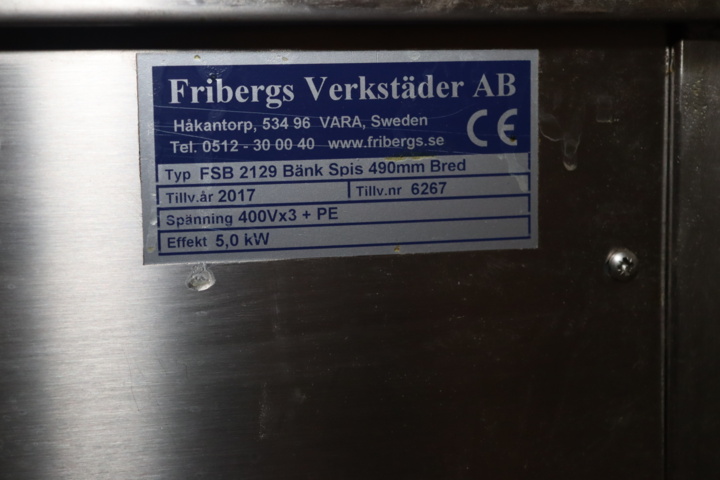 Fribergs Verkstäder AB
Håkantorp, 534 96 VARA, Sweden
Tel. 0512 - 30 00 40 www.fribergs.se
CE
Typ FSB 2129 Bänk Spis 490mm Bred
Tillv.år 2017 Tillv.nr 6267
Spänning 400Vx3 + PE
Effekt 5,0 kW